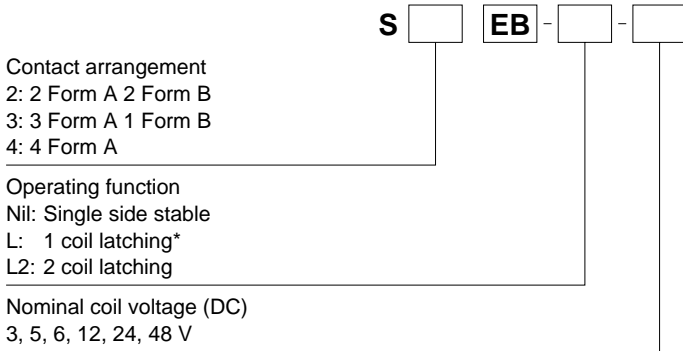 S EB - -
Contact arrangement
2: 2 Form A 2 Form B
3: 3 Form A 1 Form B
4: 4 Form A
Operating function
Nil: Single side stable
L: 1 coil latching*
L2: 2 coil latching
Nominal coil voltage (DC)
3, 5, 6, 12, 24, 48 V